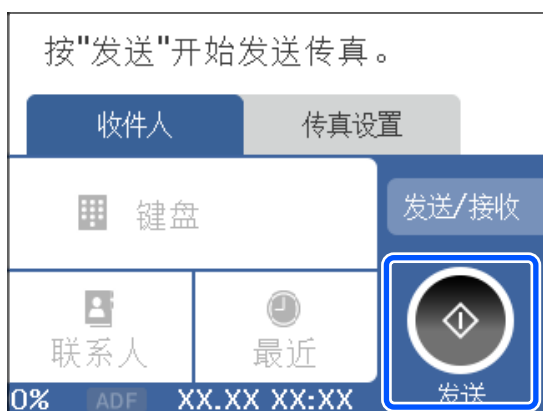 按"发送"开始发送传真。
收件人
传真设置
键盘
发送/接收
联系人
最近
发送
0% ADF XX.XX XX:XX